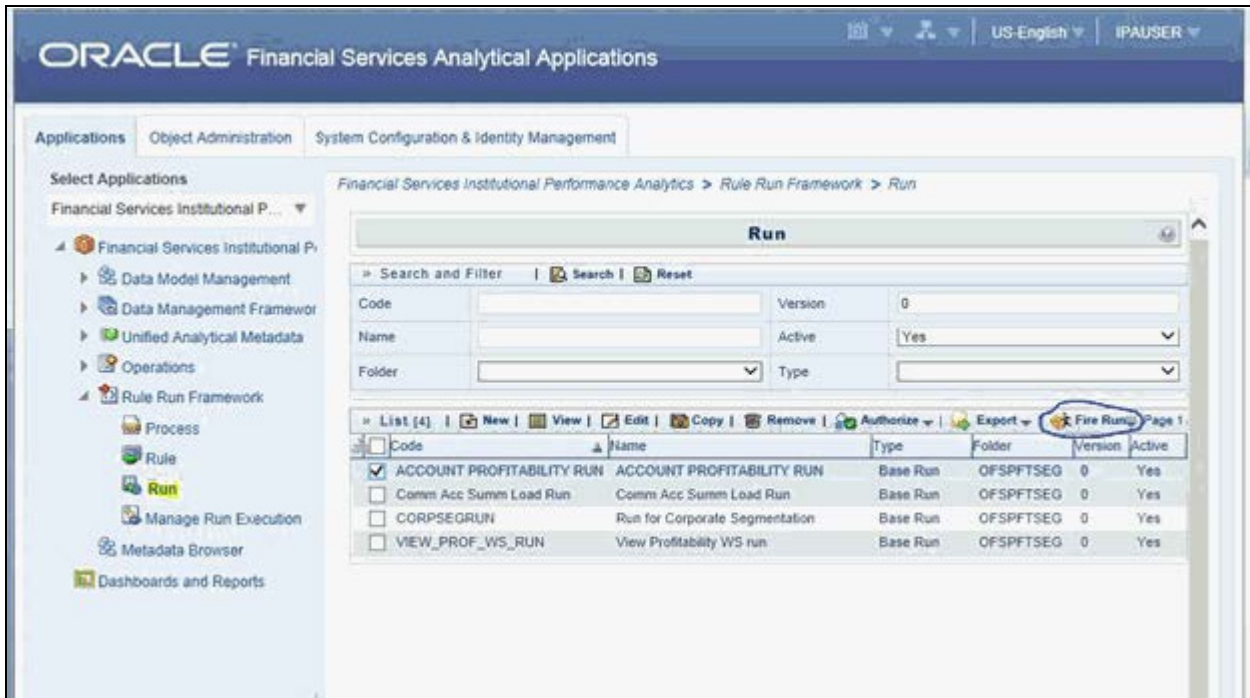 US-English IPAUSER
ORACLE Financial Services Analytical Applications
Applications Object Administration System Configuration & Identity Management
Select Applications
Financial Services Institutional P...
Financial Services Institutional P
Data Model Management
Data Management Framewor
Unified Analytical Metadata
Operations
Rule Run Framework
Process
Rule
Run
Manage Run Execution
Metadata Browser
Dashboards and Reports
Financial Services Institutional Performance Analytics > Rule Run Framework > Run
Run
» Search and Filter | Search | Reset
Code Version 0
Name Active Yes
Folder Type
» List [4] | New | View | Edit | Copy | Remove | Authorize | Export | Fire Run Page 1
Code Name Type Folder Version Active
ACCOUNT PROFITABILITY RUN ACCOUNT PROFITABILITY RUN Base Run OFSPFTSEG 0 Yes
Comm Acc Summ Load Run Comm Acc Summ Load Run Base Run OFSPFTSEG 0 Yes
CORPSEGRUN Run for Corporate Segmentation Base Run OFSPFTSEG 0 Yes
VIEW_PROF_WS_RUN View Profitability WS run Base Run OFSPFTSEG 0 Yes